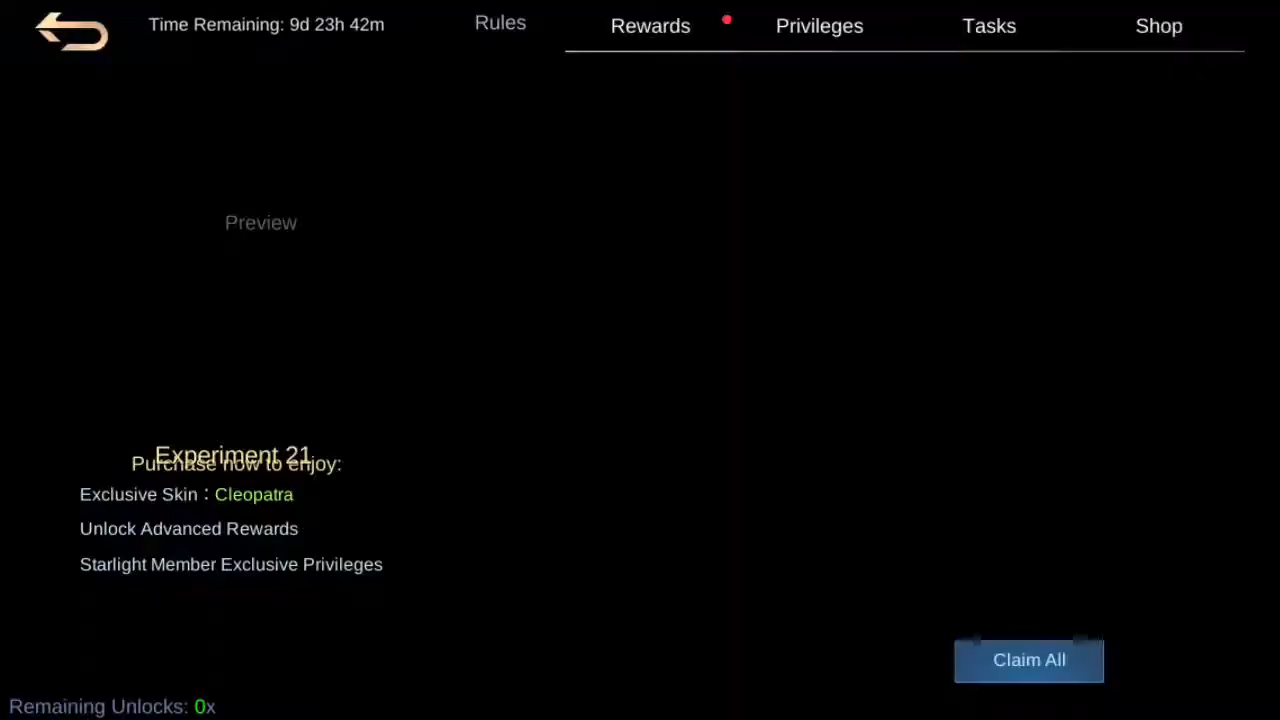 Time Remaining: 9d 23h 42m
Rules
Rewards
Privileges
Tasks
Shop
Preview
Experiment 21
Purchase now to enjoy:
Exclusive Skin：Cleopatra
Unlock Advanced Rewards
Starlight Member Exclusive Privileges
Claim All
Remaining Unlocks: 0x